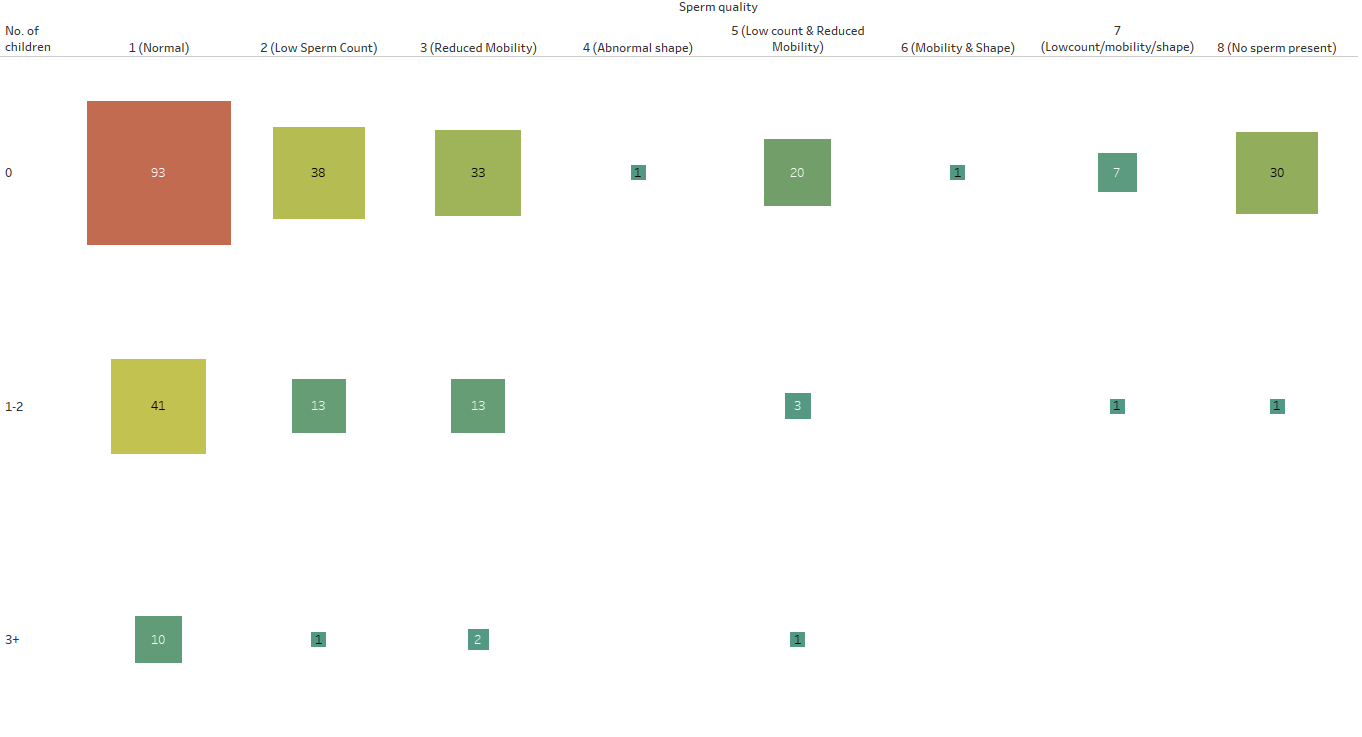 Sperm quality
No. of
children
1 (Normal)
2 (Low Sperm Count)
3 (Reduced Mobility)
4 (Abnormal shape)
5 (Low count & Reduced
Mobility)
6 (Mobility & Shape)
7
(Lowcount/mobility/shape)
8 (No sperm present)
0 93 38 33 1 20 1 7 30
1-2 41 13 13 3 1 1
3+ 10 1 2 1